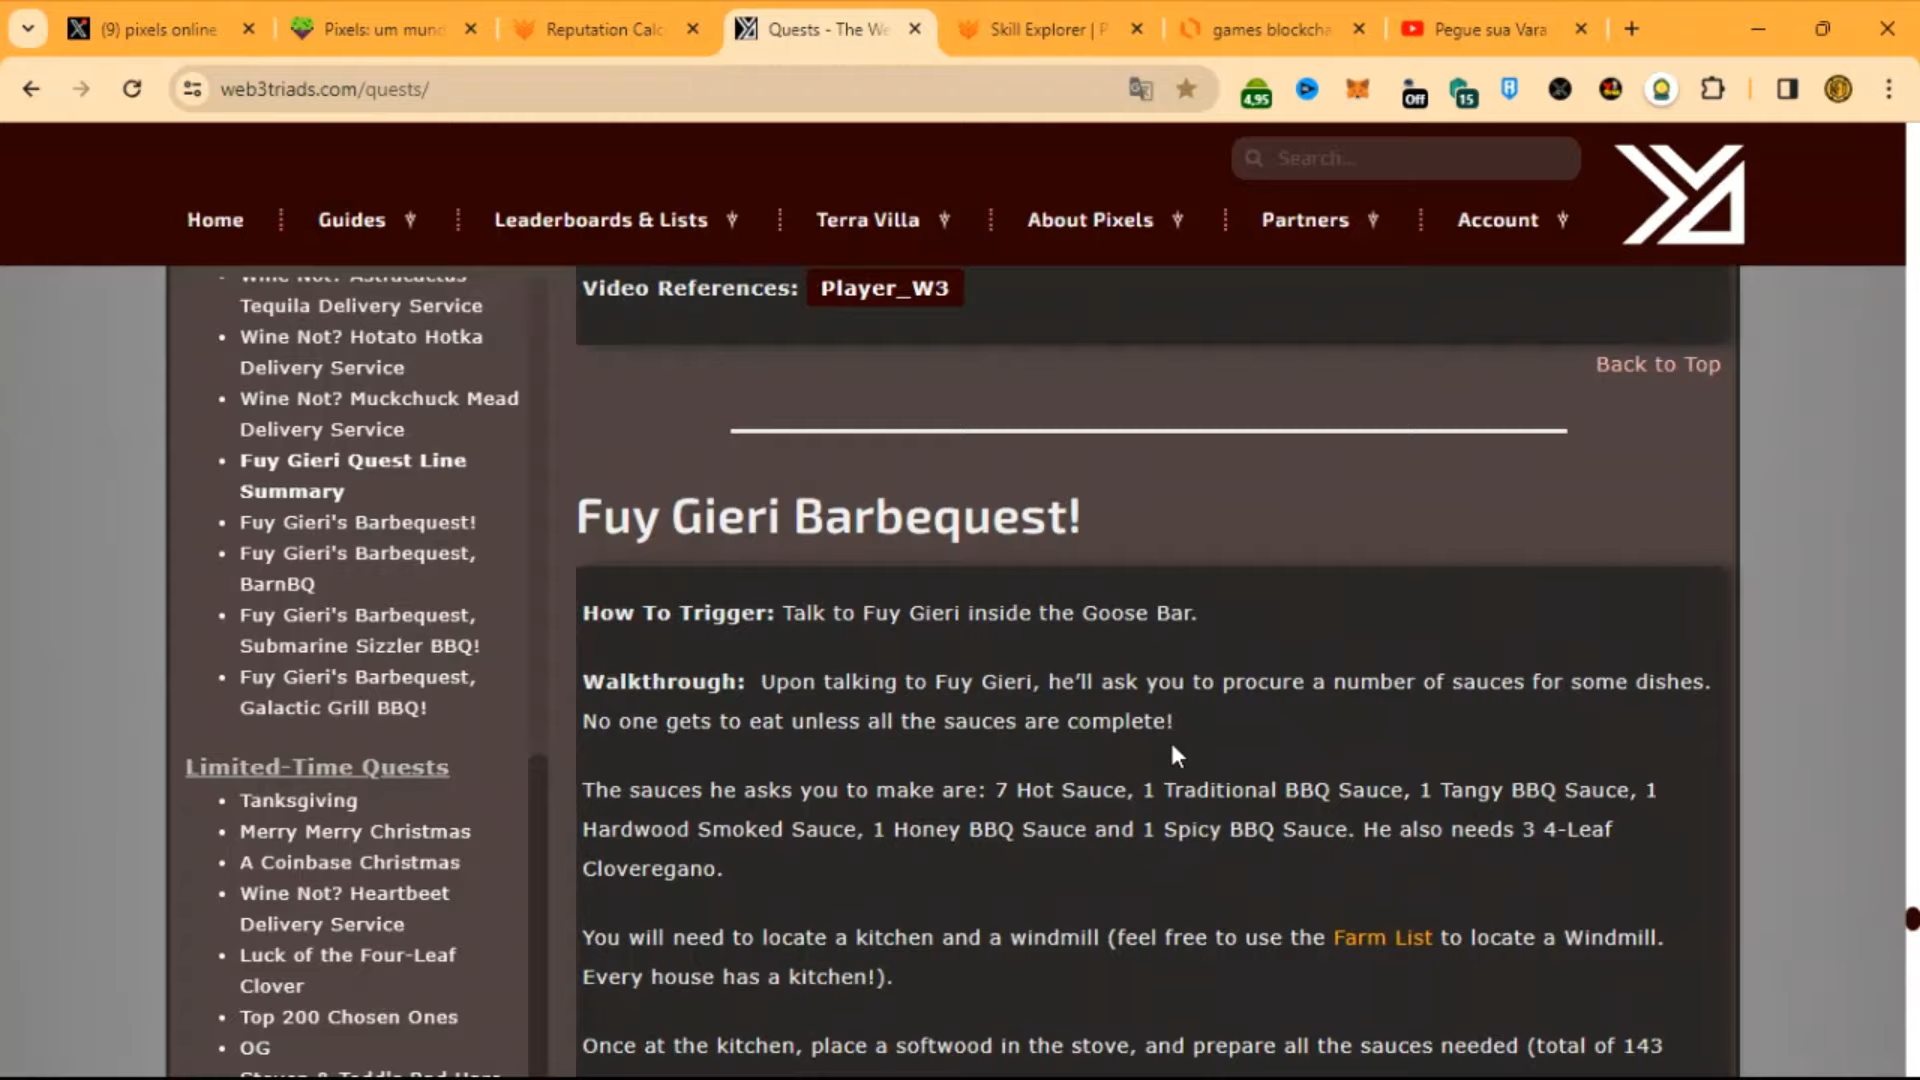 (9) pixels online
Pixels: um mund
Reputation Calc
Quests - The We
Skill Explorer | P
games blockcha
Pegue sua Vara
web3triads.com/quests/
4,95
Off
15
Search...
Home
Guides
Leaderboards & Lists
Terra Villa
About Pixels
Partners
Account
Wine Not? Astracactus
Tequila Delivery Service
Wine Not? Hotato Hotka
Delivery Service
Wine Not? Muckchuck Mead
Delivery Service
Fuy Gieri Quest Line
Summary
Fuy Gieri's Barbequest!
Fuy Gieri's Barbequest,
BarnBQ
Fuy Gieri's Barbequest,
Submarine Sizzler BBQ!
Fuy Gieri's Barbequest,
Galactic Grill BBQ!
Limited-Time Quests
Tanksgiving
Merry Merry Christmas
A Coinbase Christmas
Wine Not? Heartbeet
Delivery Service
Luck of the Four-Leaf
Clover
Top 200 Chosen Ones
OG
Video References: Player_W3
Back to Top
Fuy Gieri Barbequest!
How To Trigger: Talk to Fuy Gieri inside the Goose Bar.
Walkthrough: Upon talking to Fuy Gieri, he’ll ask you to procure a number of sauces for some dishes.
No one gets to eat unless all the sauces are complete!
The sauces he asks you to make are: 7 Hot Sauce, 1 Traditional BBQ Sauce, 1 Tangy BBQ Sauce, 1
Hardwood Smoked Sauce, 1 Honey BBQ Sauce and 1 Spicy BBQ Sauce. He also needs 3 4-Leaf
Cloveregano.
You will need to locate a kitchen and a windmill (feel free to use the Farm List to locate a Windmill.
Every house has a kitchen!).
Once at the kitchen, place a softwood in the stove, and prepare all the sauces needed (total of 143